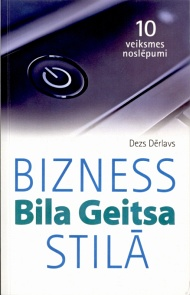 10
veiksmes
noslēpumi
Dezs Dērlavs
BIZNESS
Bila Geitsa
STILĀ